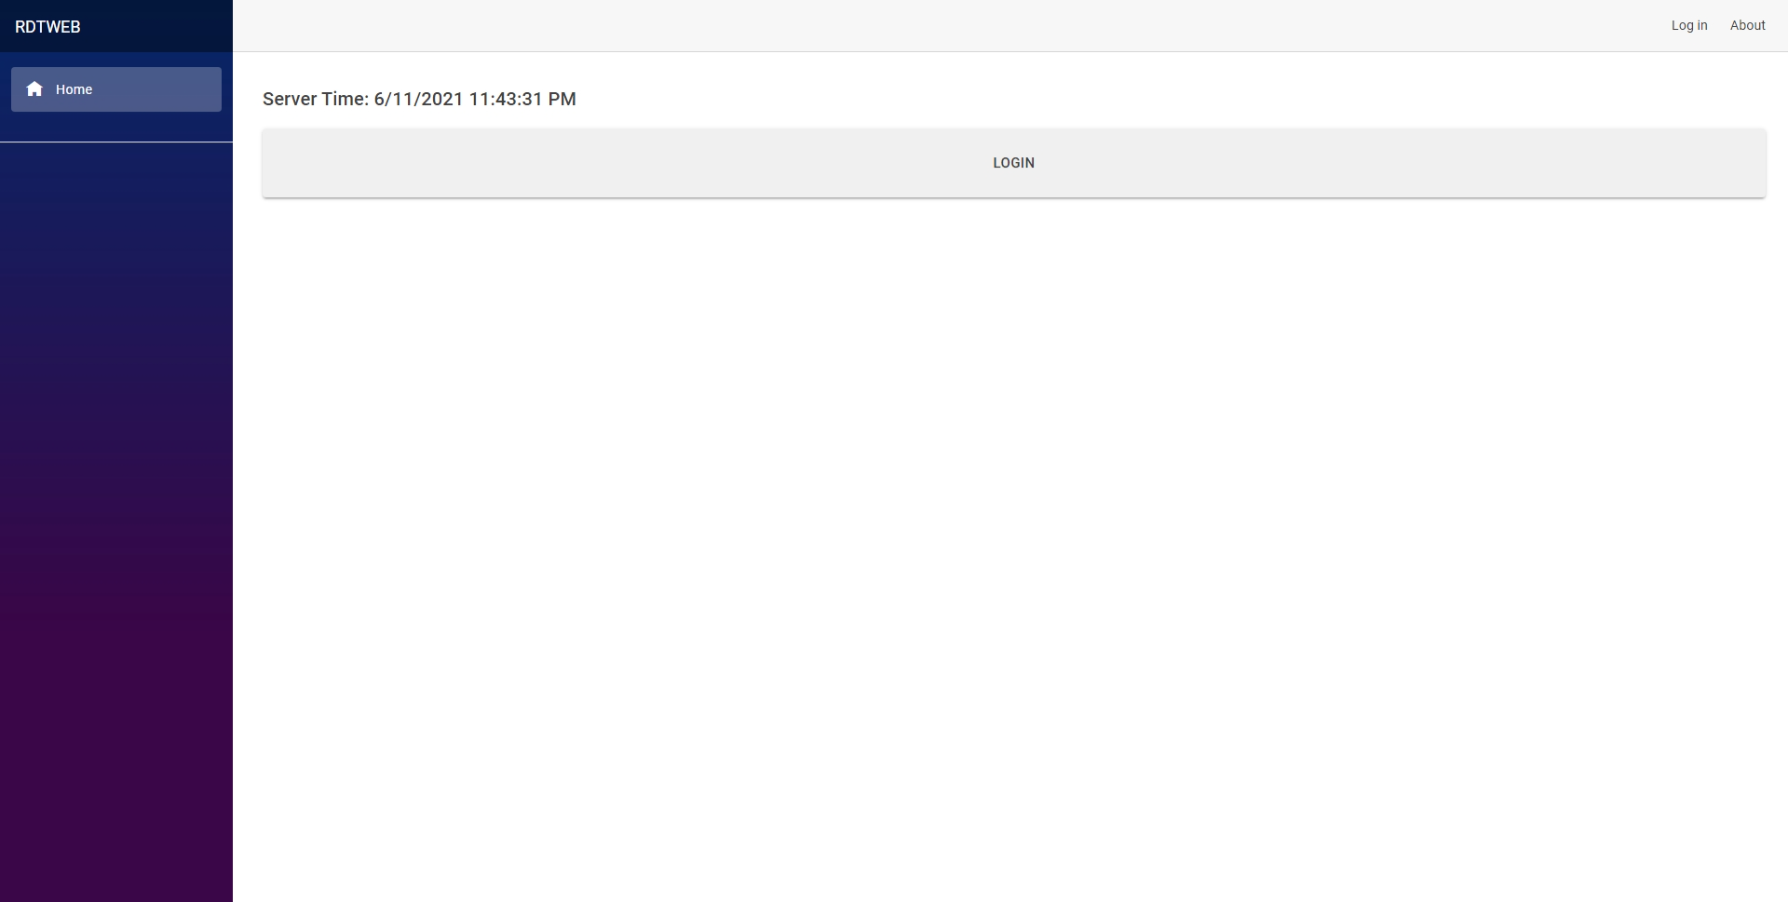 RDTWEB
Log in About
Home
Server Time: 6/11/2021 11:43:31 PM
LOGIN